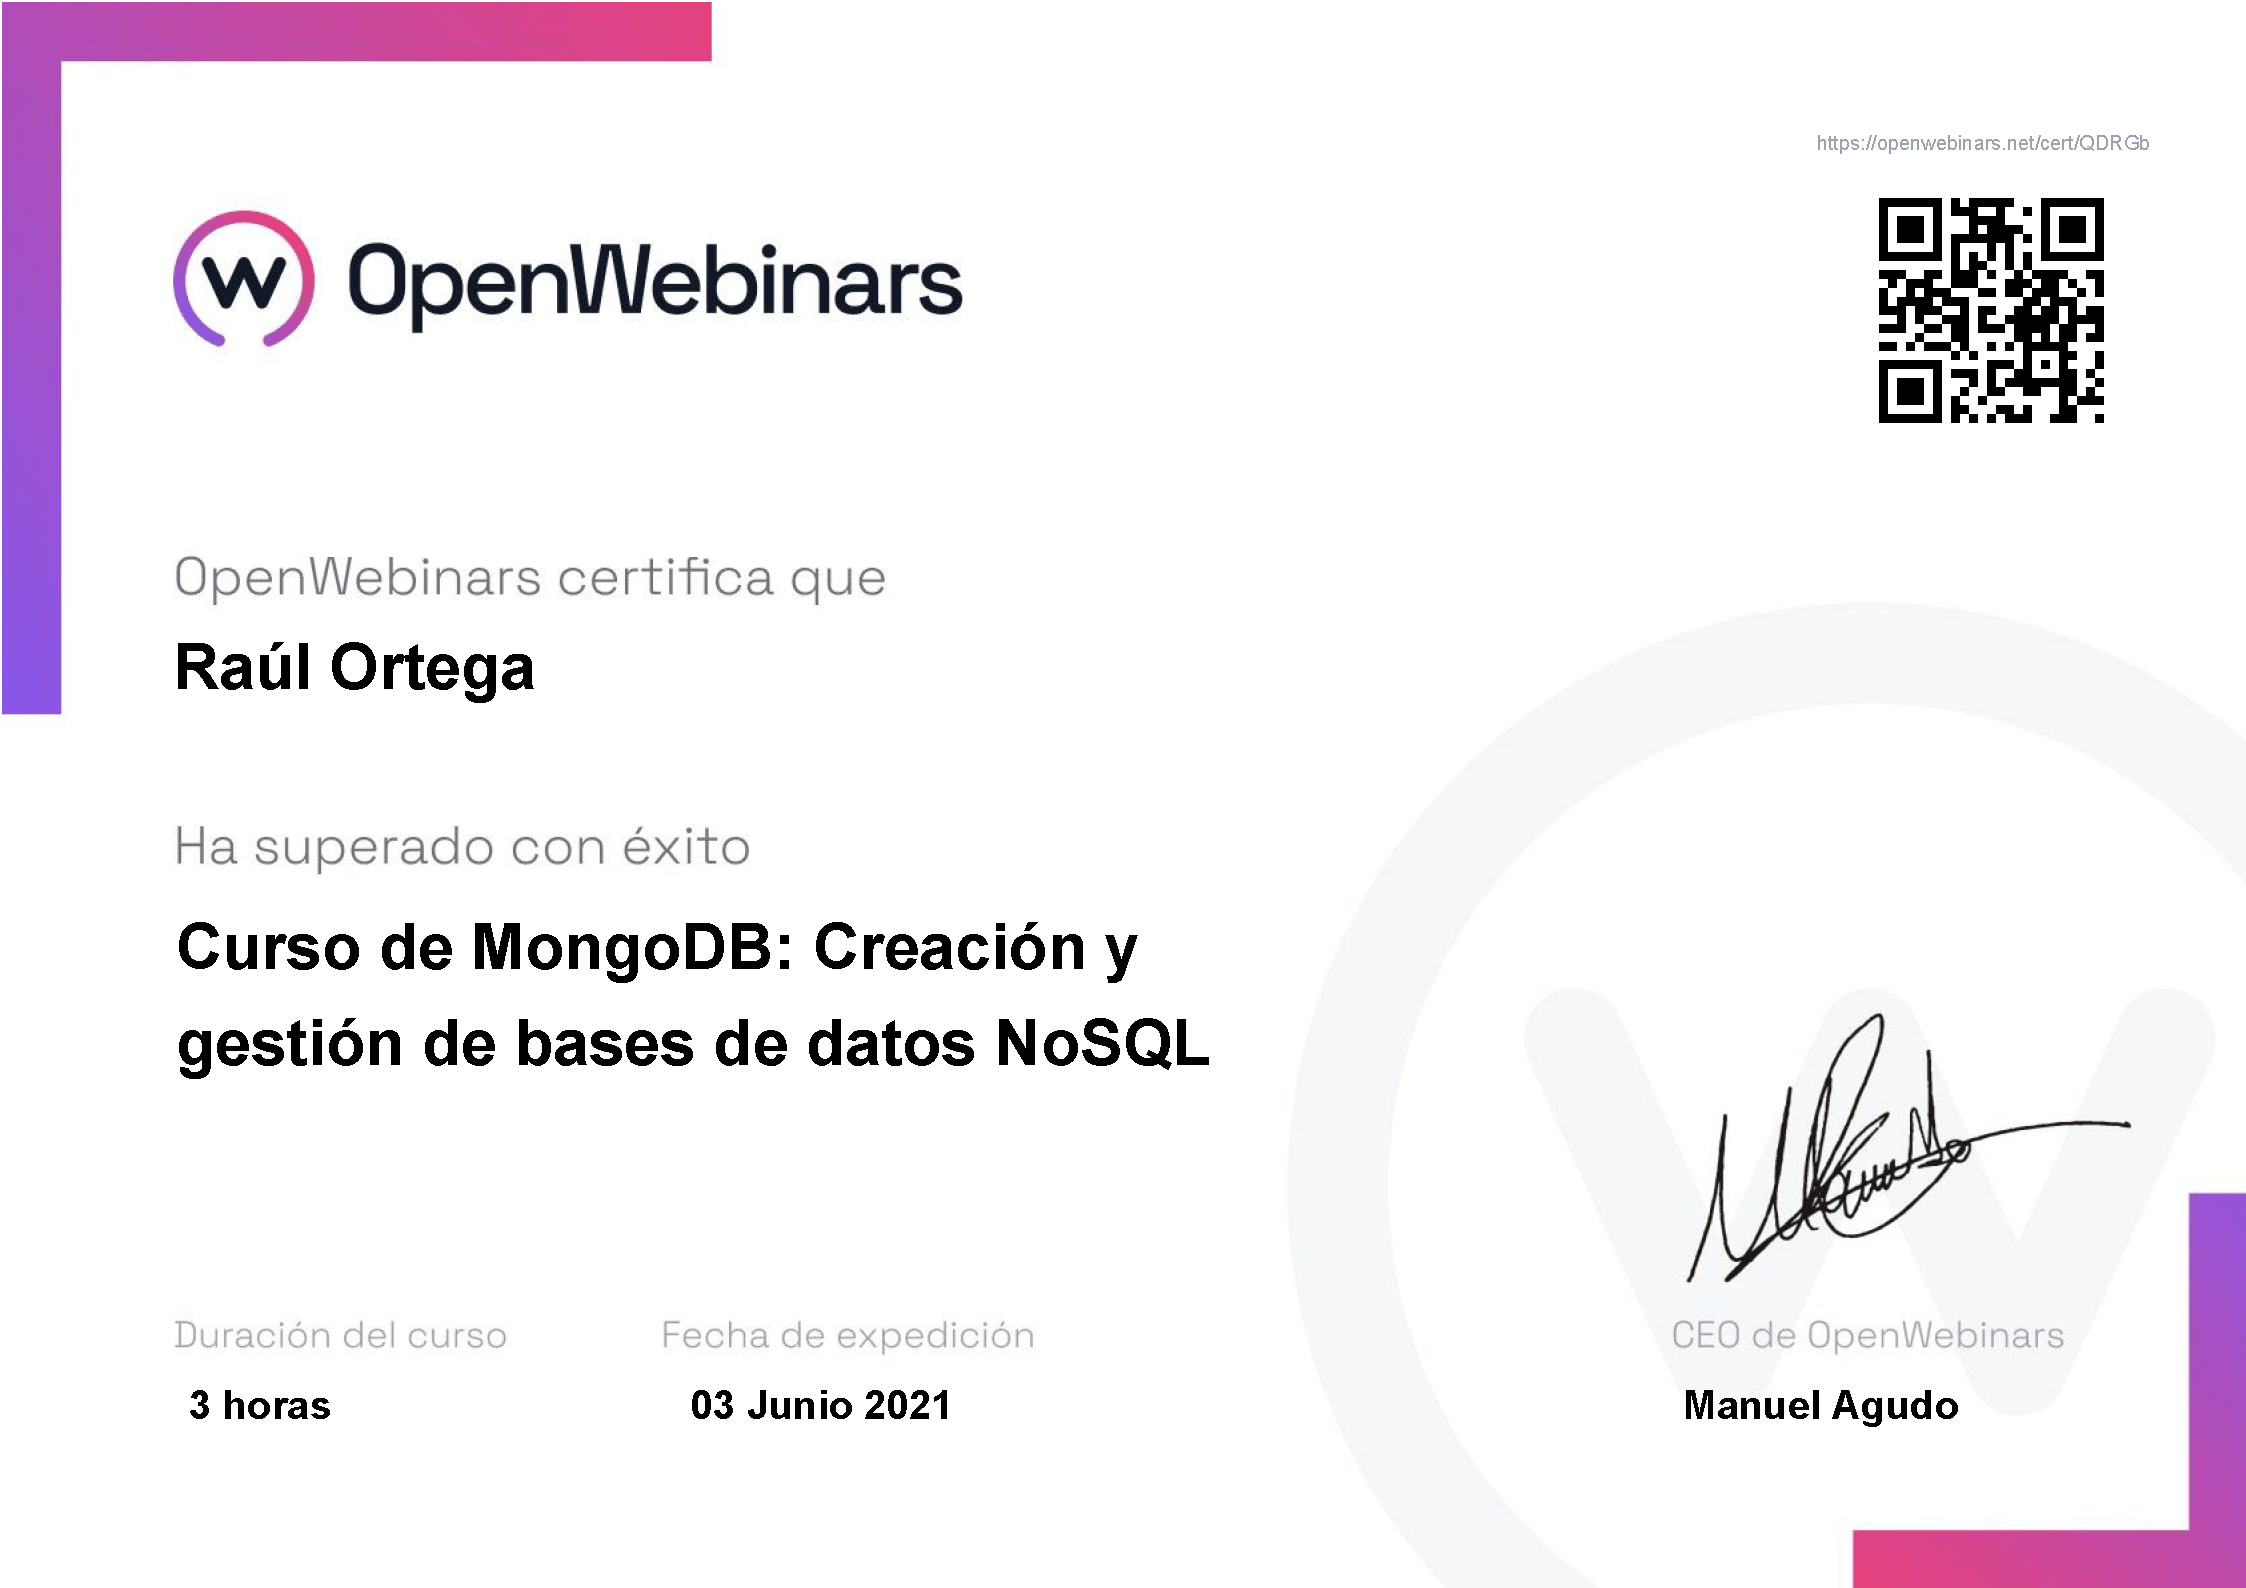 https://openwebinars.net/cert/QDRGb
W OpenWebinars
OpenWebinars certifica que
Raúl Ortega
Ha superado con éxito
Curso de MongoDB: Creación y
gestión de bases de datos NoSQL
Duración del curso
3 horas
Fecha de expedición
03 Junio 2021
CEO de OpenWebinars
Manuel Agudo